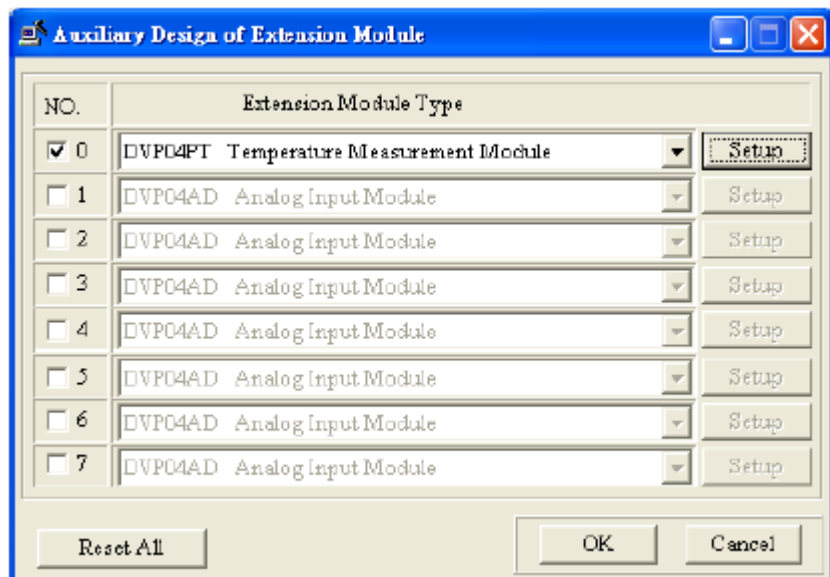 Auxiliary Design of Extension Module
NO. Extension Module Type
0 DVP04PT Temperature Measurement Module Setup
1 DVP04AD Analog Input Module Setup
2 DVP04AD Analog Input Module Setup
3 DVP04AD Analog Input Module Setup
4 DVP04AD Analog Input Module Setup
5 DVP04AD Analog Input Module Setup
6 DVP04AD Analog Input Module Setup
7 DVP04AD Analog Input Module Setup
Reset All OK Cancel